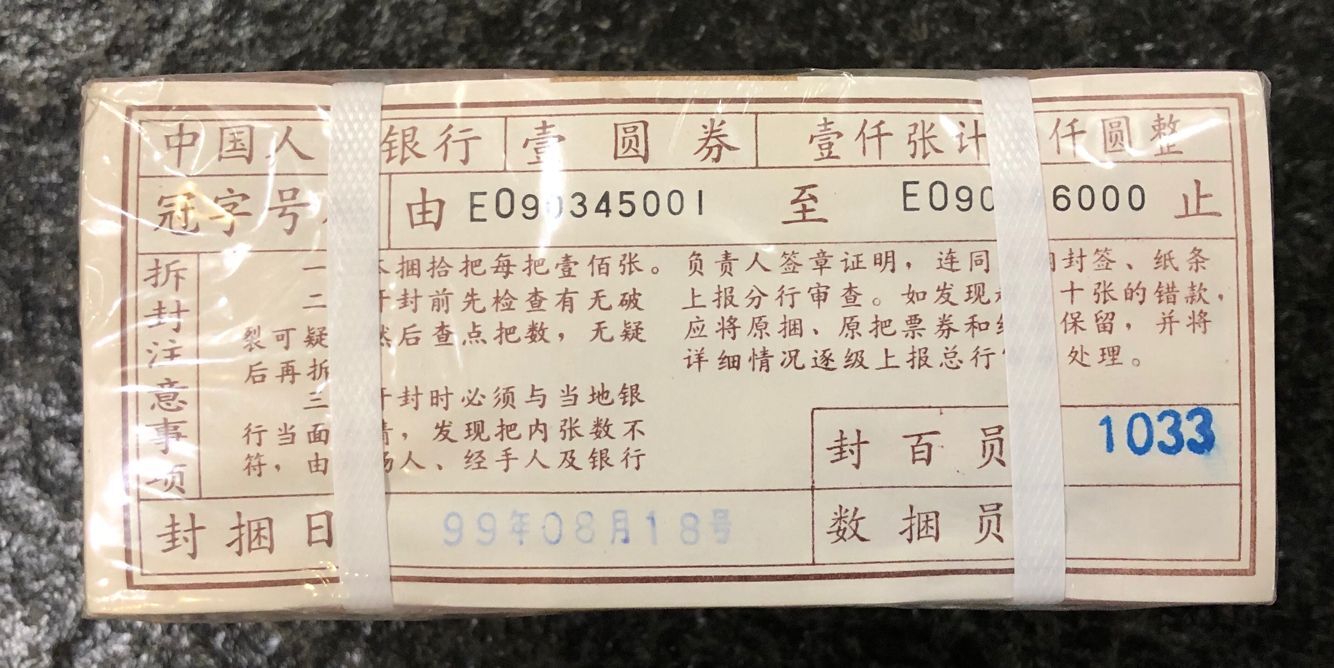 中国人 银行 壹圆券 壹仟张计 仟圆整
冠字号 由 E090345001 至 E090 6000 止
拆封注意事项
一 本捆拾把每把壹佰张。
二 开封前先检查有无破
裂可疑 然后查点把数，无疑
后再拆
三 开封时必须与当地银
行当面 清，发现把内张数不
符，由 场人、经手人及银行
负责人签章证明，连同 内封签、纸条
上报分行审查。如发现 十张的错款，
应将原捆、原把票券和 保留，并将
详细情况逐级上报总行 处理。
封百员 1033
封捆日 99年08月18号
数捆员